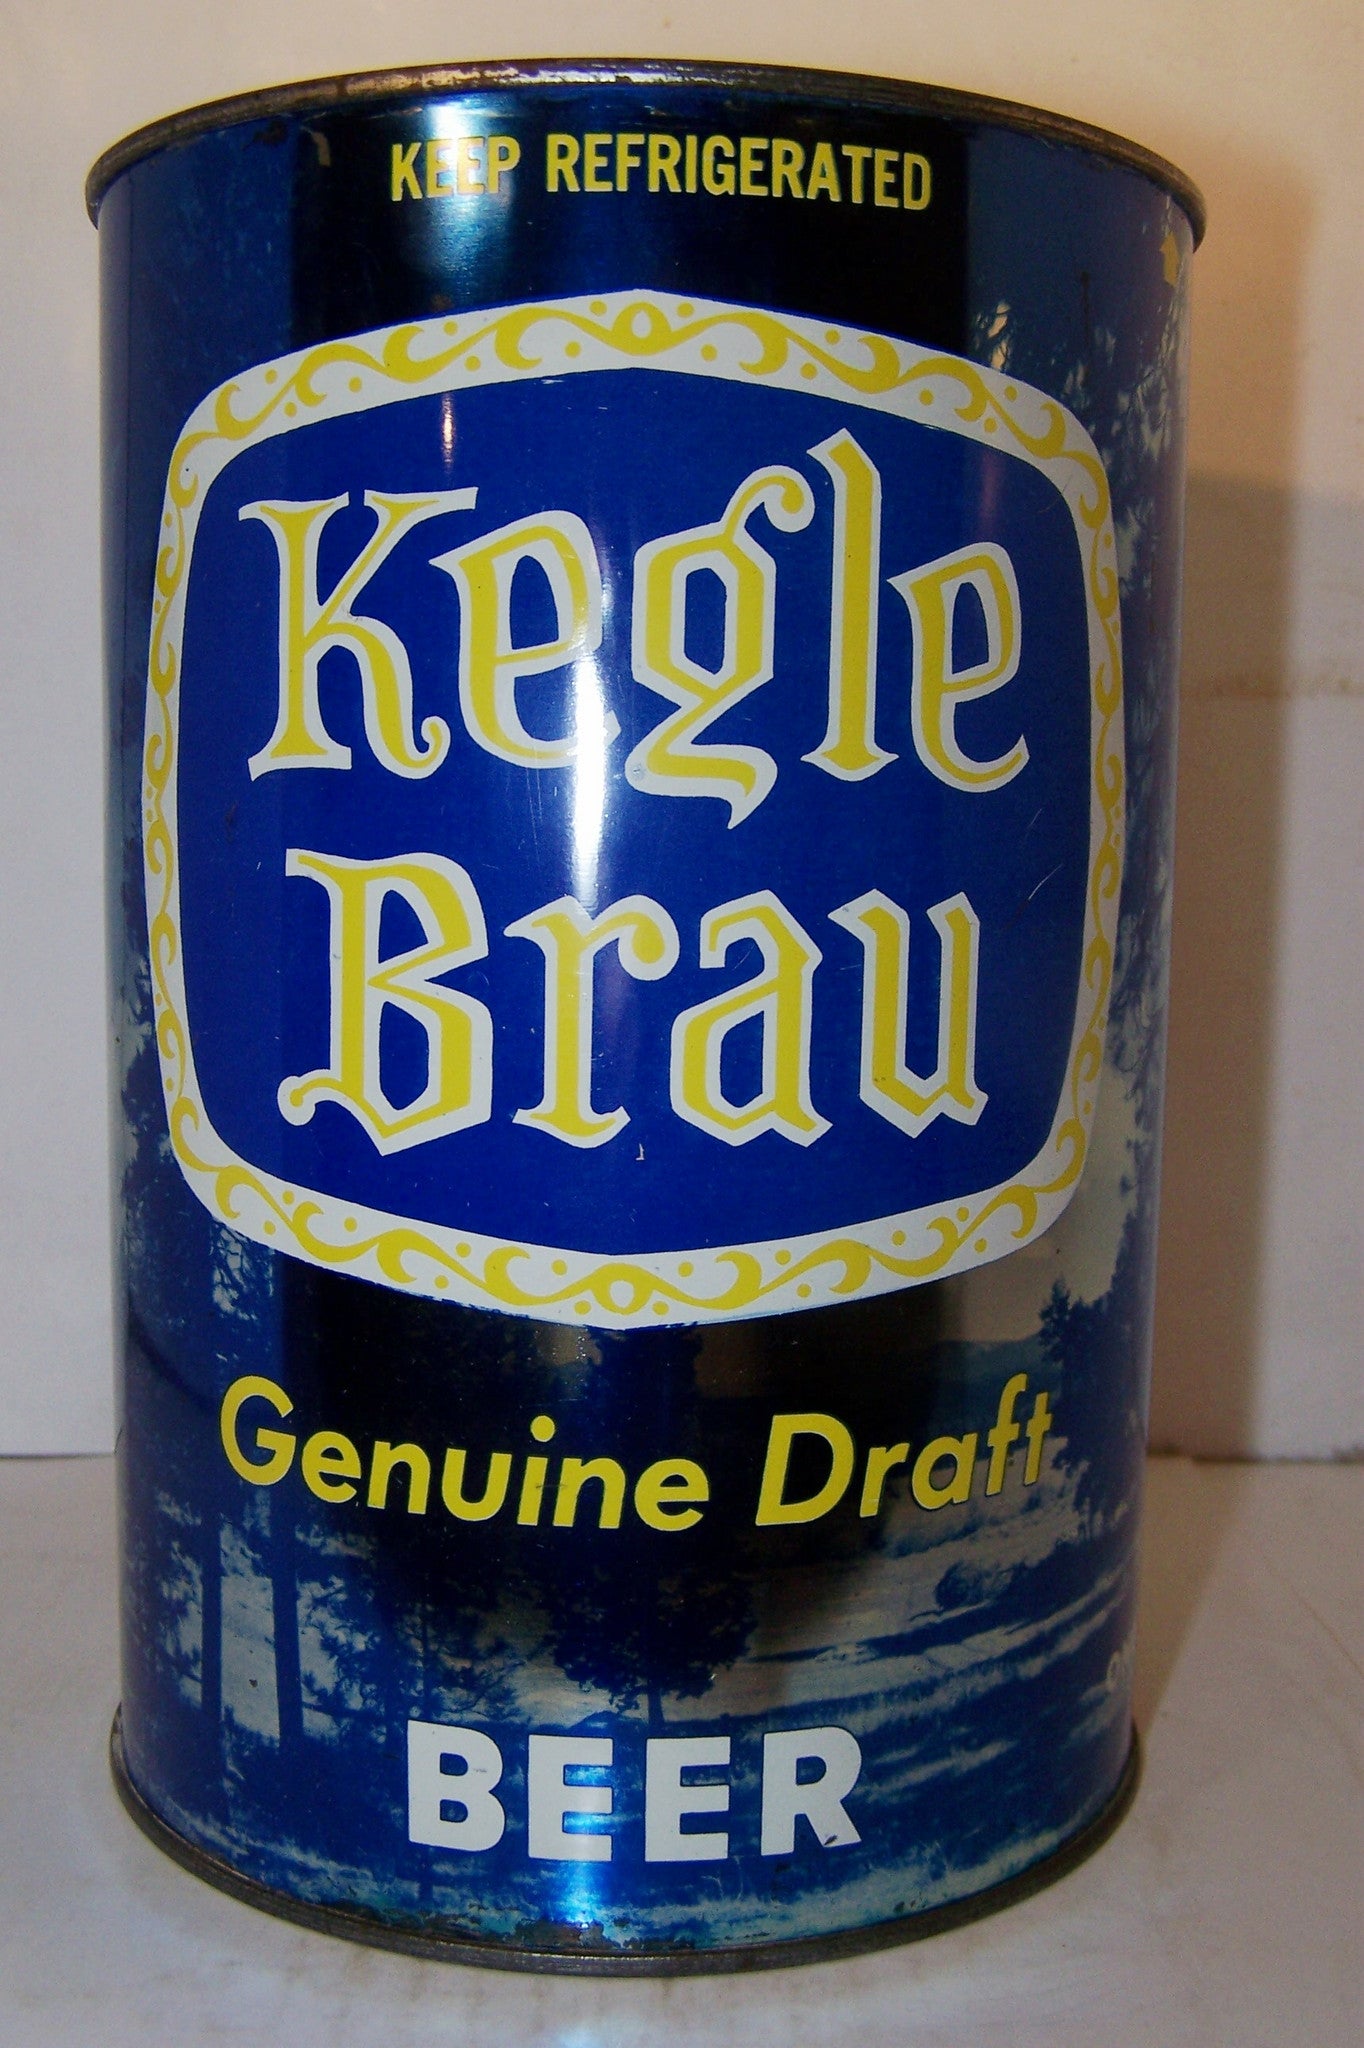 KEEP REFRIGERATED
Kegle
Brau
Genuine Draft
BEER